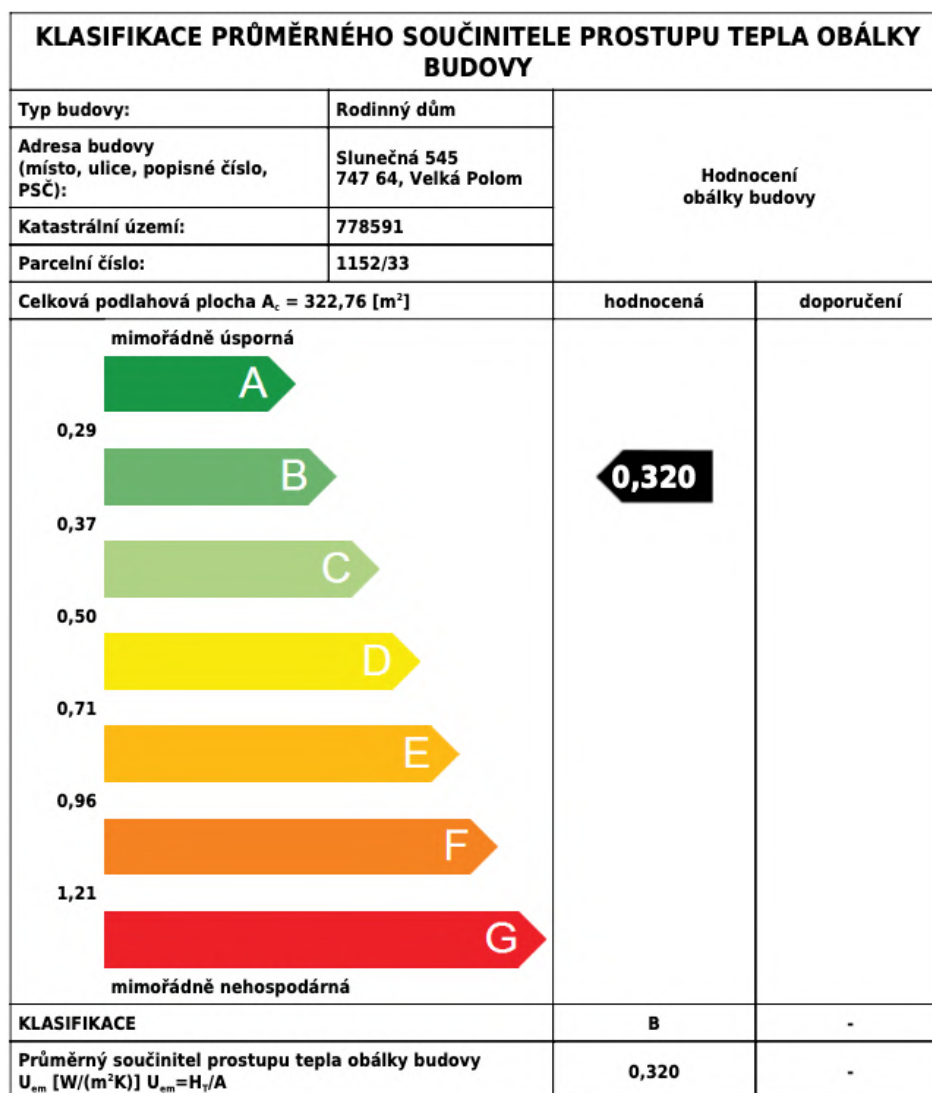 KLASIFIKACE PRŮMĚRNÉHO SOUČINITELE PROSTUPU TEPLA OBÁLKY
BUDOVY
Typ budovy:
Rodinný dům
Adresa budovy
(místo, ulice, popisné číslo,
PSČ):
Slunečná 545
747 64, Velká Polom
Hodnocení
obálky budovy
Katastrální území:
778591
Parcelní číslo:
1152/33
Celková podlahová plocha Ac = 322,76 [m²]
hodnocená
doporučení
mimořádně úsporná
A
0,29
B
0,320
0,37
C
0,50
D
0,71
E
0,96
F
1,21
G
mimořádně nehospodárná
KLASIFIKACE
B
-
Průměrný součinitel prostupu tepla obálky budovy
Uem [W/(m²K)] Uem=HT/A
0,320
-